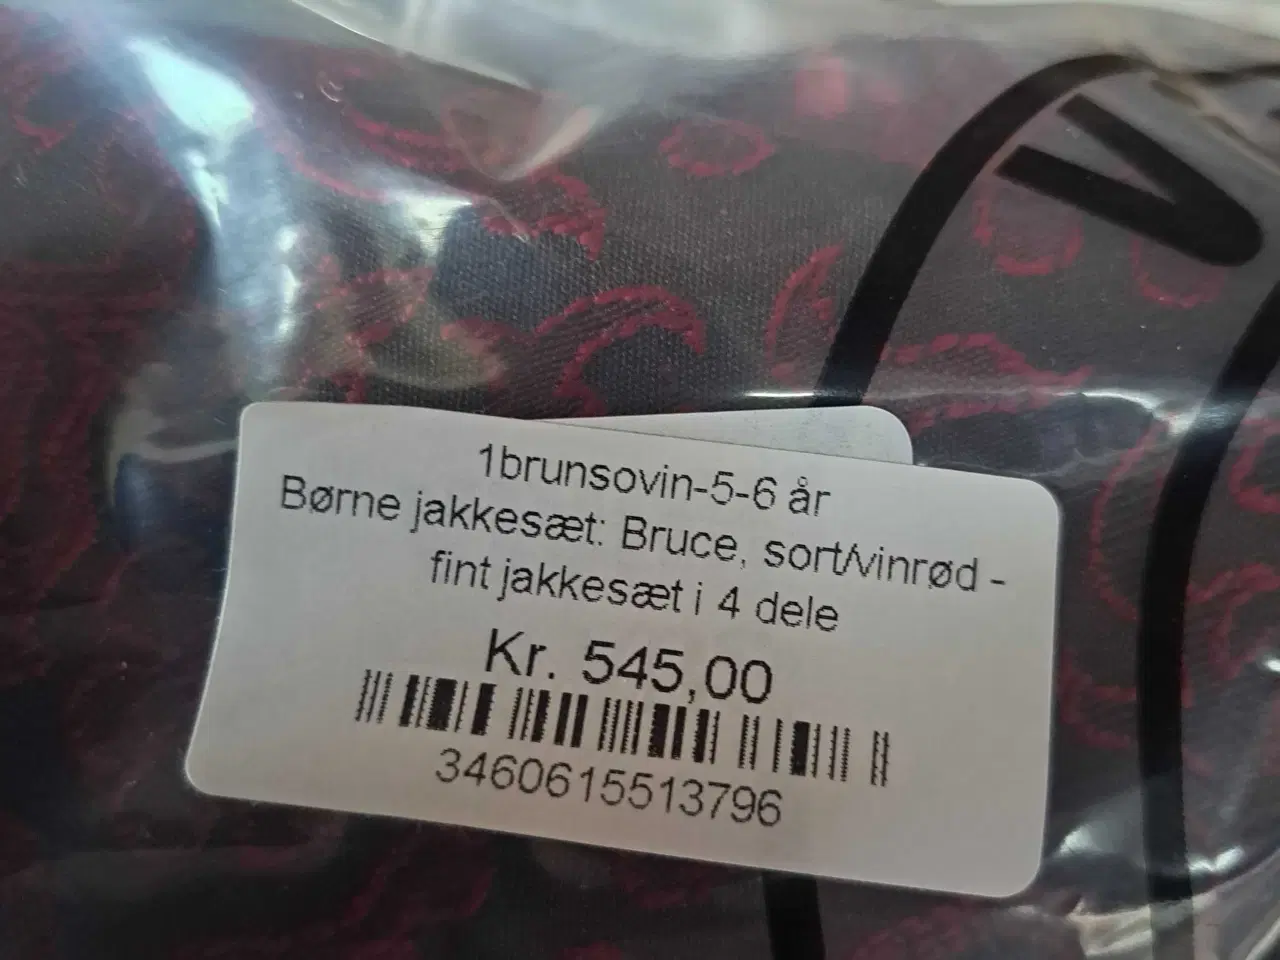 1brunsovin-5-6 år
Børne jakkesæt: Bruce, sort/vinrød -
fint jakkesæt i 4 dele
Kr. 545,00
3460615513796